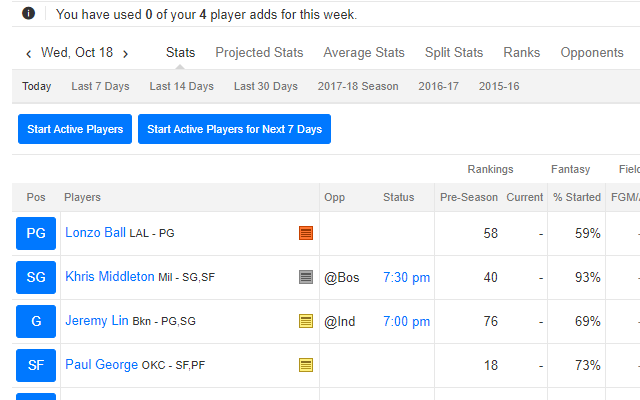 You have used 0 of your 4 player adds for this week.
Wed, Oct 18 Stats Projected Stats Average Stats Split Stats Ranks Opponents
Today Last 7 Days Last 14 Days Last 30 Days 2017-18 Season 2016-17 2015-16
Start Active Players Start Active Players for Next 7 Days
Rankings Fantasy Field
Pos Players Opp Status Pre-Season Current % Started FGM/
PG Lonzo Ball LAL - PG 58 - 59% -
SG Khris Middleton Mil - SG,SF @Bos 7:30 pm 40 - 93% -
G Jeremy Lin Bkn - PG,SG @Ind 7:00 pm 76 - 69% -
SF Paul George OKC - SF,PF 18 - 73% -